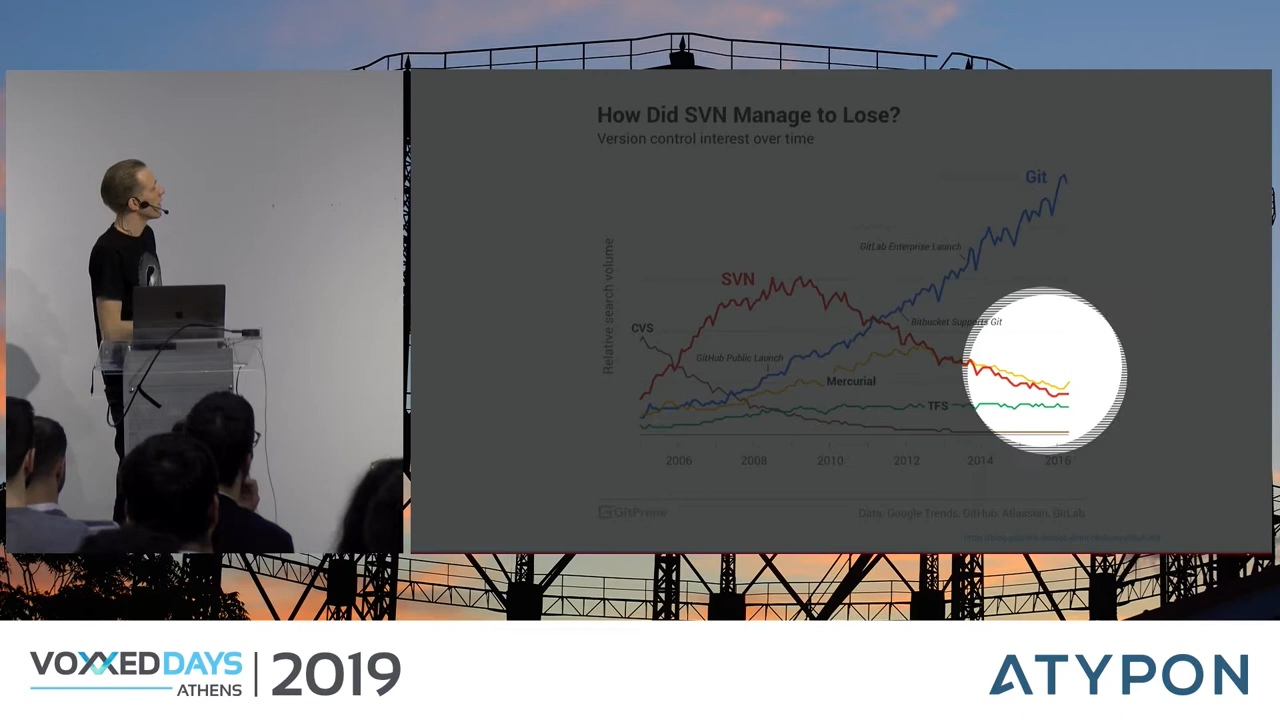 How Did SVN Manage to Lose?
Version control interest over time
Git
GitLab Enterprise Launch
SVN
Relative search volume
CVS
Bitbucket Supports Git
GitHub Public Launch
Mercurial
TFS
2006 2008 2010 2012 2014 2016
GitPrime
Data: Google Trends, GitHub, Atlassian, GitLab
VOXXED DAYS
ATHENS
2019
ATYPON